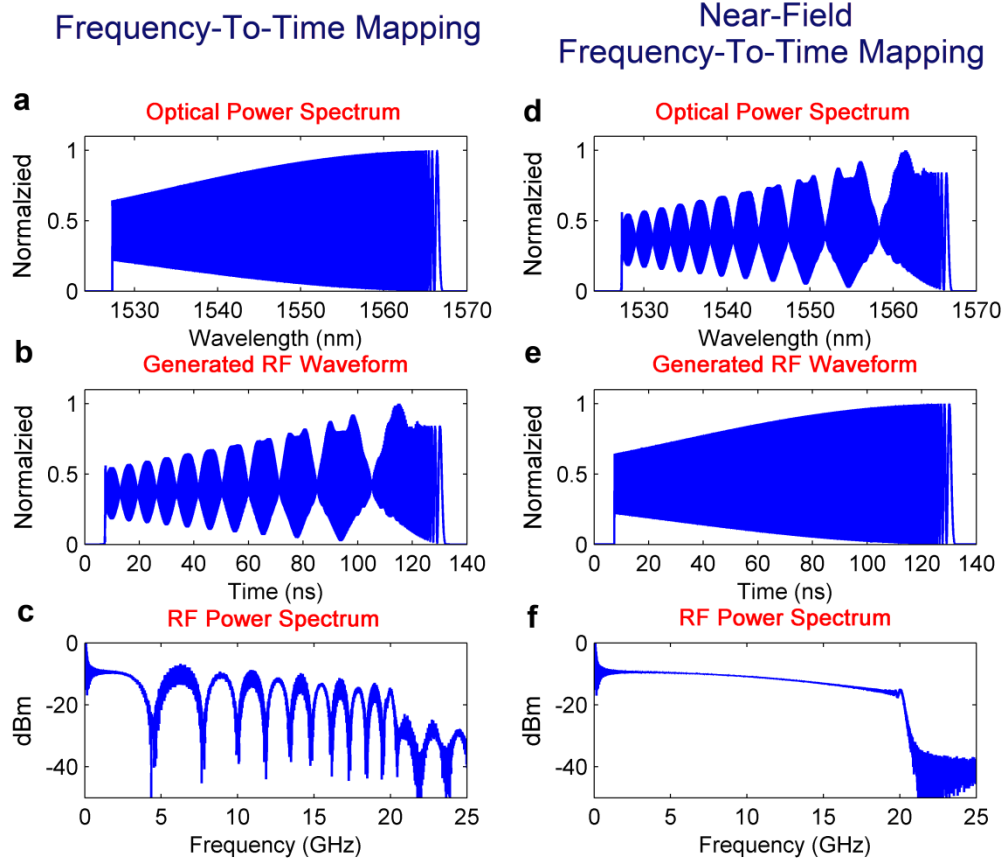 Frequency-To-Time Mapping
Near-Field
Frequency-To-Time Mapping
a
Optical Power Spectrum
Normalzied
1
0.5
0
1530 1540 1550 1560 1570
Wavelength (nm)
b
Generated RF Waveform
Normalzied
1
0.5
0
0 20 40 60 80 100 120 140
Time (ns)
c
RF Power Spectrum
dBm
0
-20
-40
0 5 10 15 20 25
Frequency (GHz)
d
Optical Power Spectrum
Normalzied
1
0.5
0
1530 1540 1550 1560 1570
Wavelength (nm)
e
Generated RF Waveform
Normalzied
1
0.5
0
0 20 40 60 80 100 120 140
Time (ns)
f
RF Power Spectrum
dBm
0
-20
-40
0 5 10 15 20 25
Frequency (GHz)